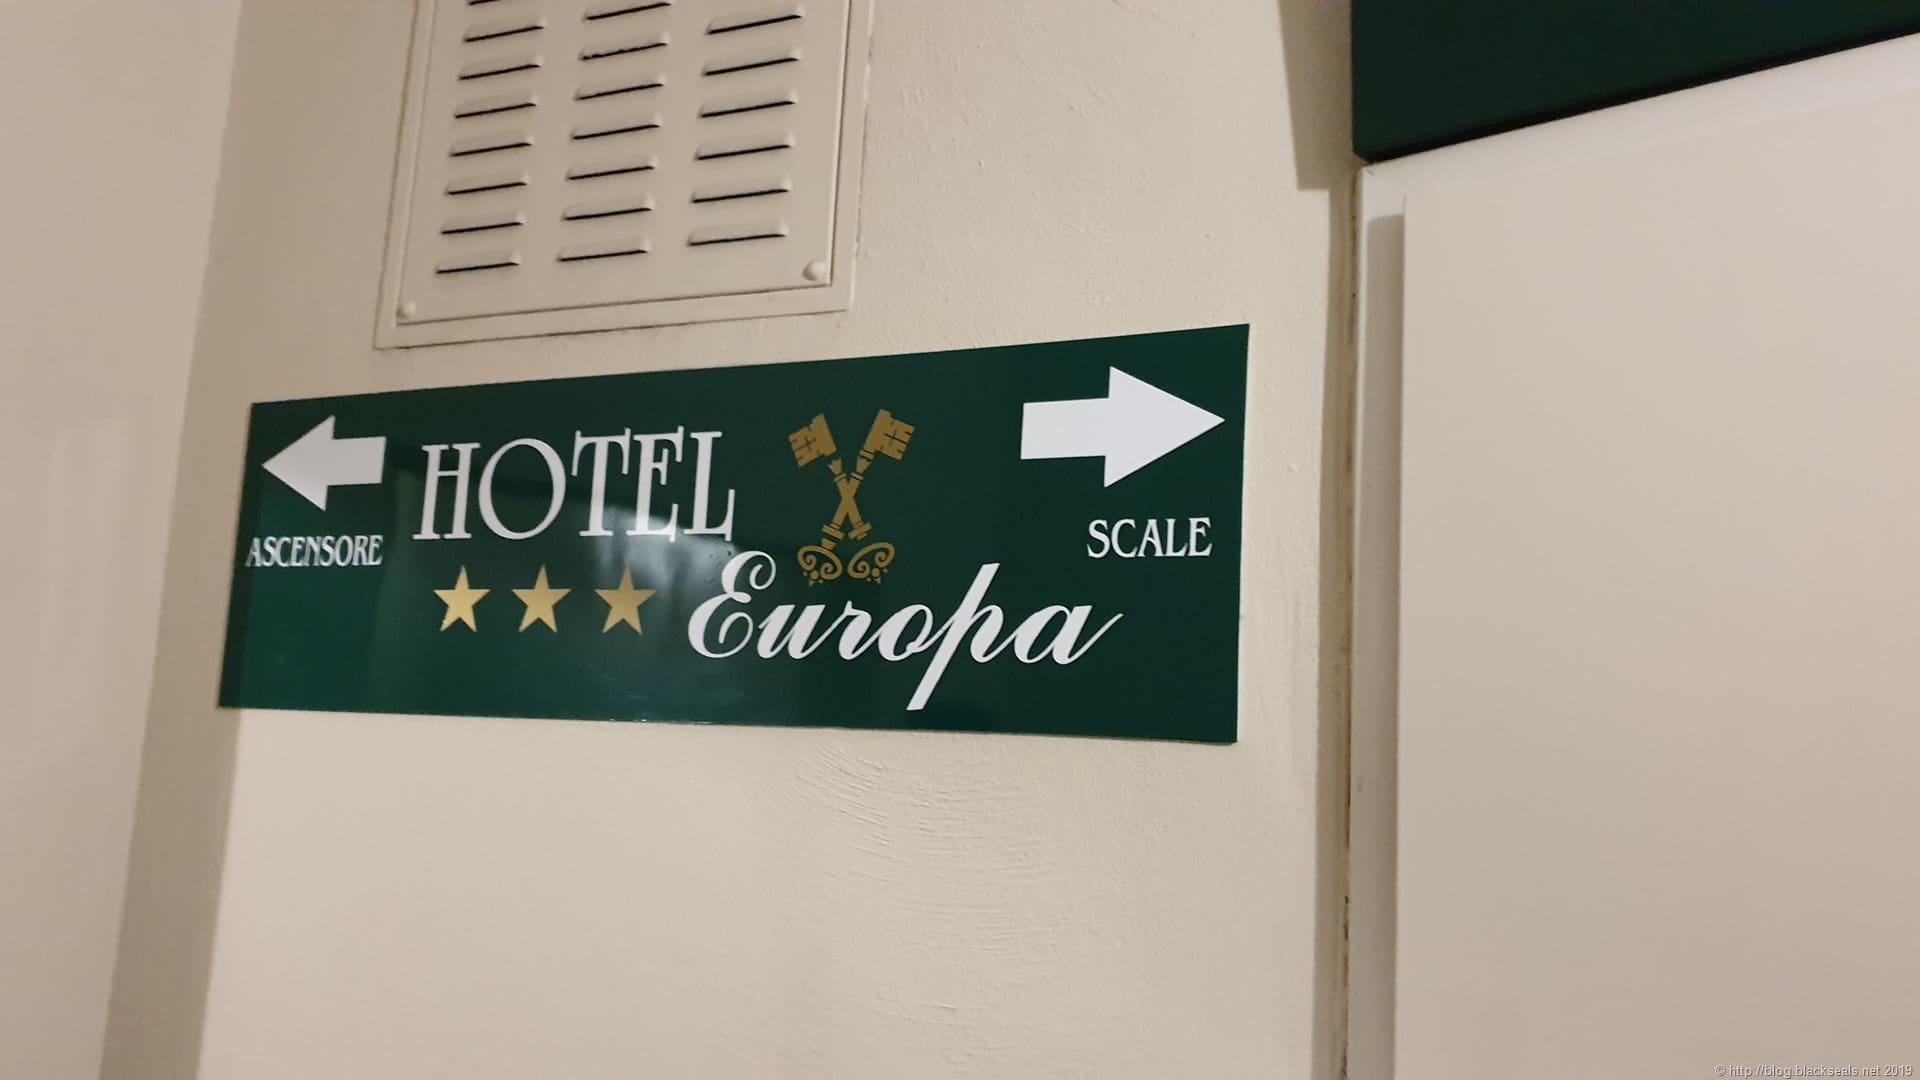 HOTEL
Europa
ASCENSORE
SCALE
© http://blog.blackseals.net 2019